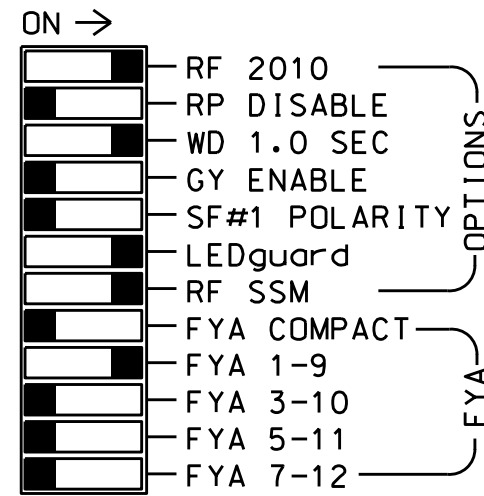 ON →
RF 2010
RP DISABLE
WD 1.0 SEC
GY ENABLE
SF#1 POLARITY
LEDguard
RF SSM
OPTIONS
FYA COMPACT
FYA 1-9
FYA 3-10
FYA 5-11
FYA 7-12
FYA